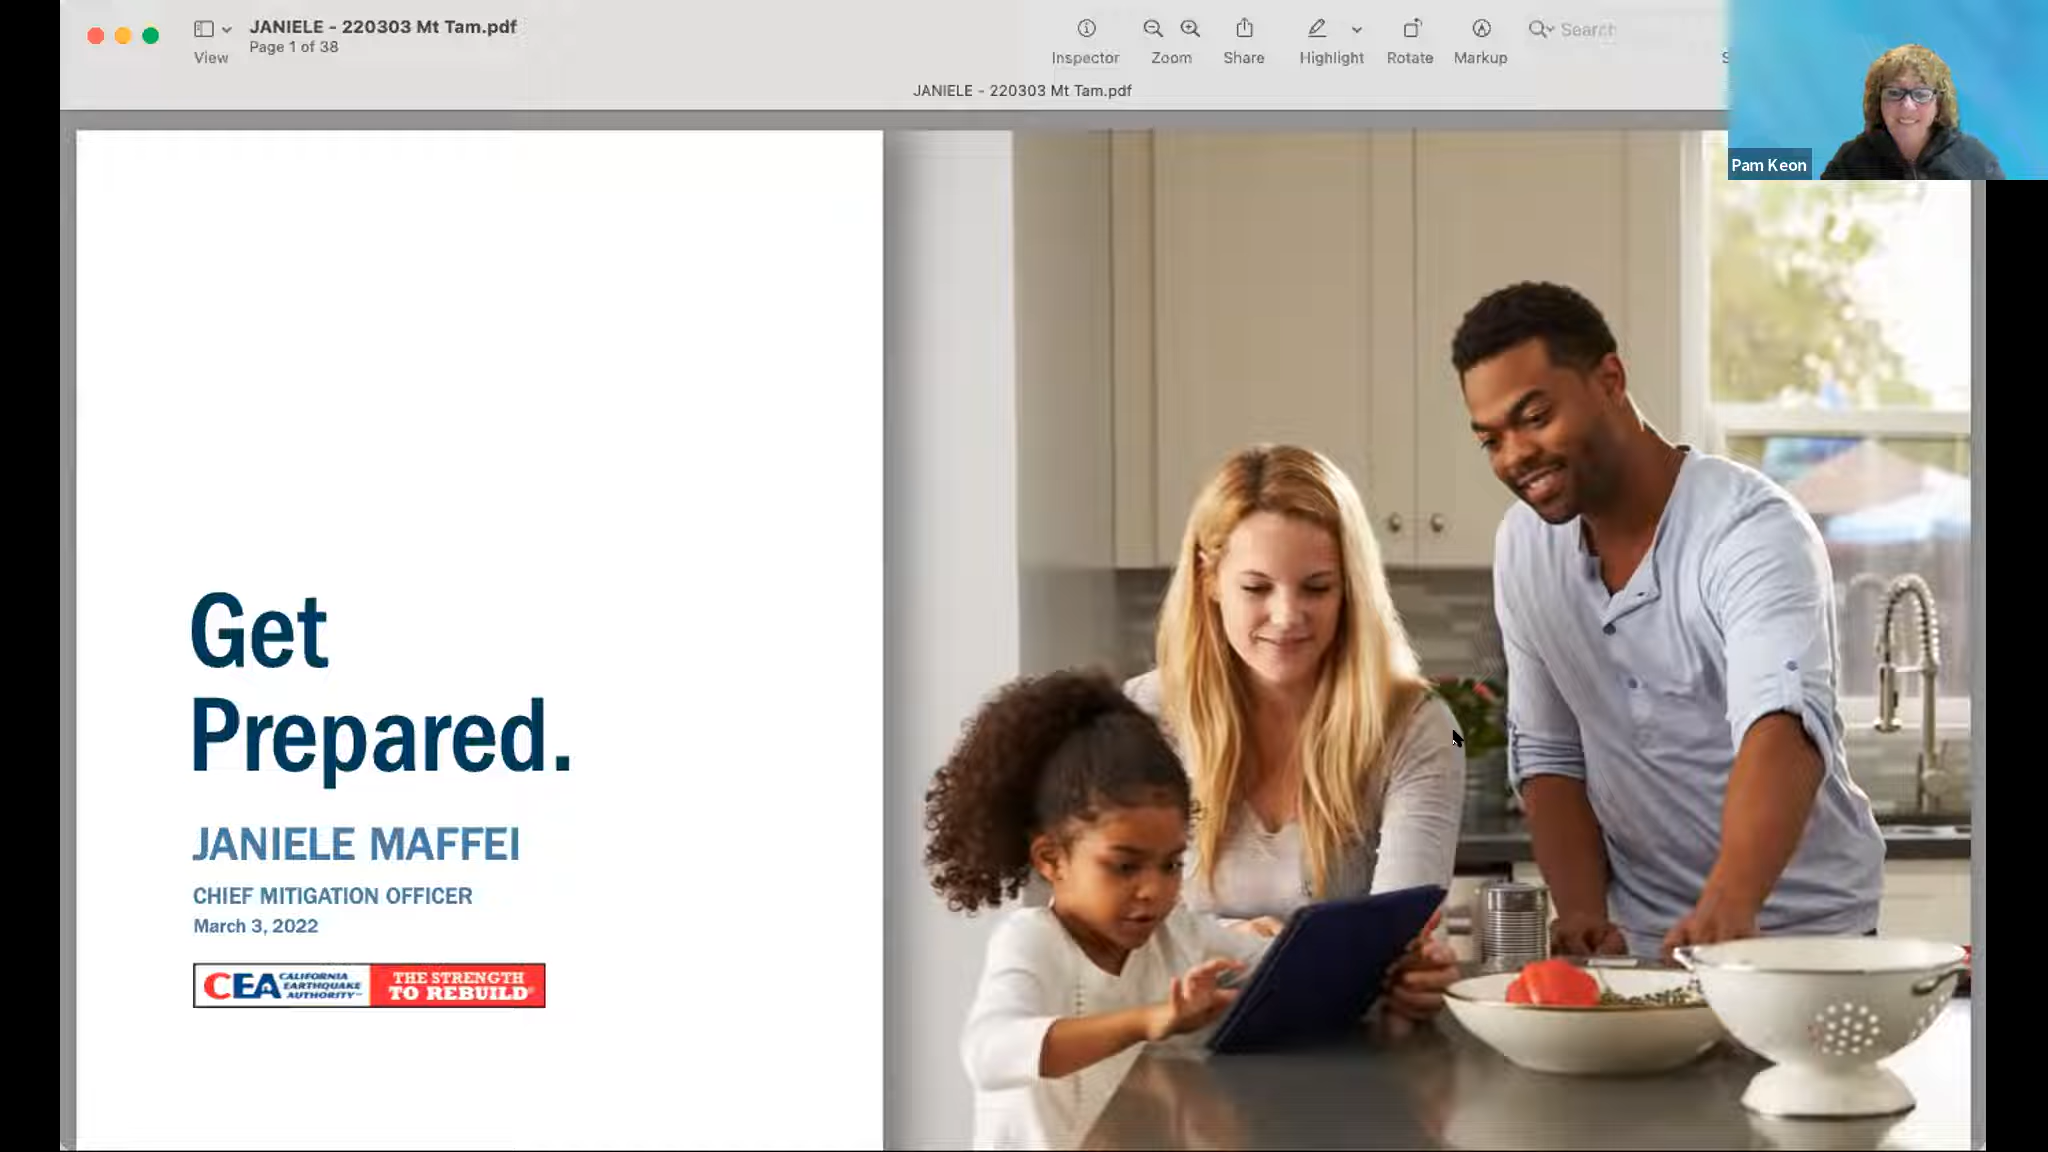 JANIELE - 220303 Mt Tam.pdf
Page 1 of 38
View
Inspector
Zoom
Share
Highlight
Rotate
Markup
Search
JANIELE - 220303 Mt Tam.pdf
Pam Keon
Get
Prepared.
JANIELE MAFFEI
CHIEF MITIGATION OFFICER
March 3, 2022
CEA CALIFORNIA
EARTHQUAKE
AUTHORITY™
THE STRENGTH
TO REBUILD®